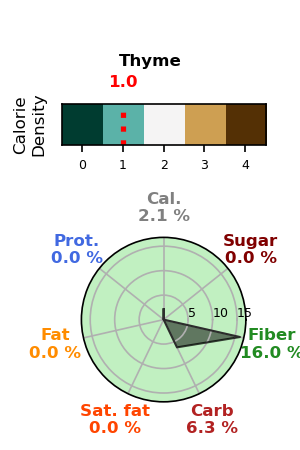 Thyme
1.0
Calorie
Density
0 1 2 3 4
Cal.
2.1 %
Prot.
0.0 %
Sugar
0.0 %
5 10 15
Fat
0.0 %
Fiber
16.0 %
Sat. fat
0.0 %
Carb
6.3 %